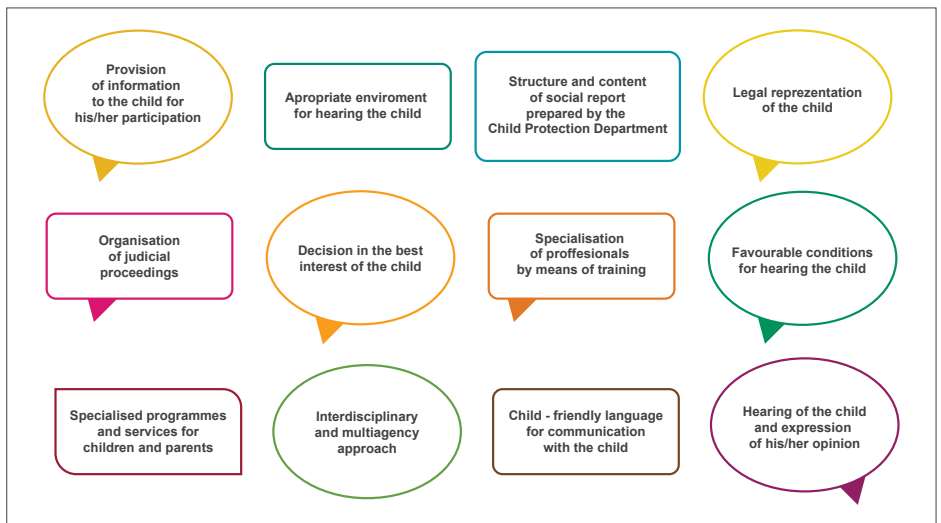 Provision
of information
to the child for
his/her participation
Apropriate enviroment
for hearing the child
Structure and content
of social report
prepared by the
Child Protection Department
Legal reprezentation
of the child
Organisation
of judicial
proceedings
Decision in the best
interest of the child
Specialisation
of proffesionals
by means of training
Favourable conditions
for hearing the child
Specialised programmes
and services for
children and parents
Interdisciplinary
and multiagency
approach
Child - friendly language
for communication
with the child
Hearing of the child
and expression
of his/her opinion